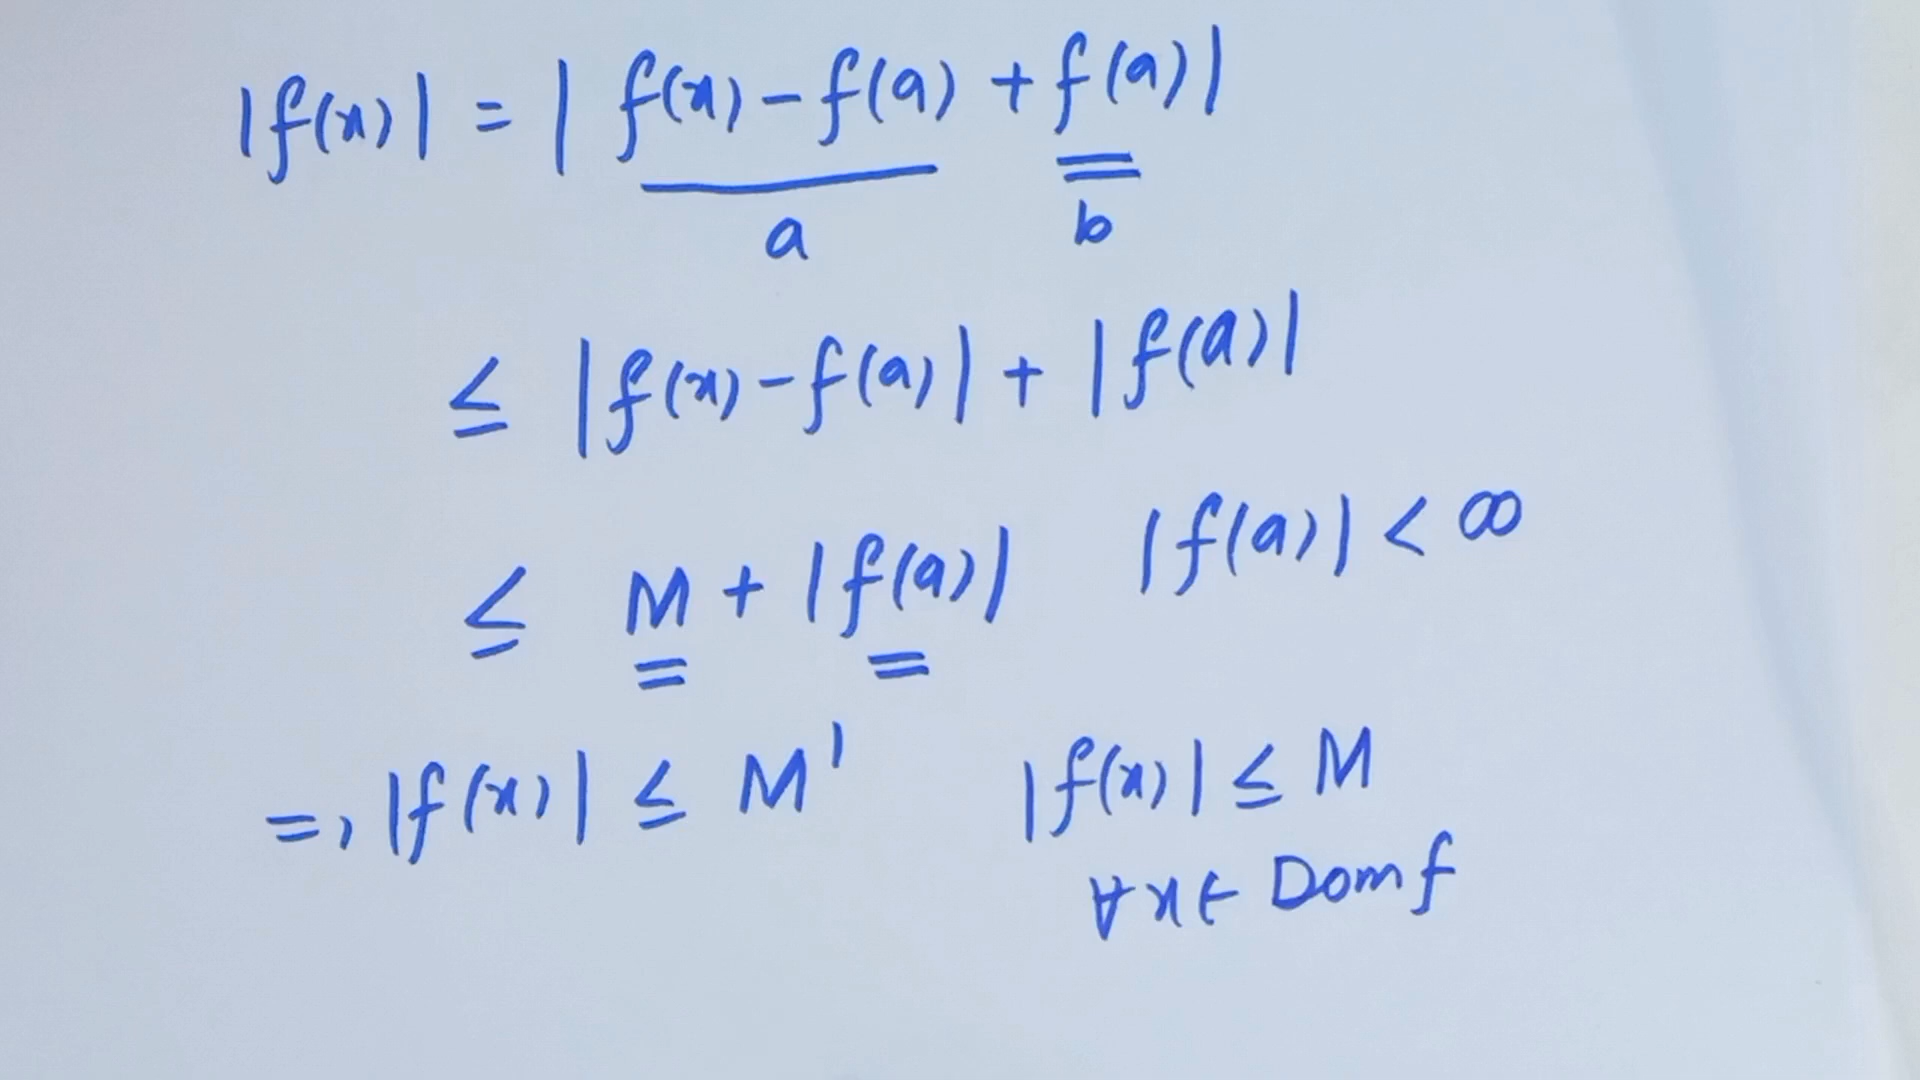 |f(x)| = | f(x) - f(a) + f(a)|
a b
≤ |f(x) - f(a)| + |f(a)|
≤ M + |f(a)| |f(a)| < ∞
=, |f(x)| ≤ M' |f(x)| ≤ M
∀ x ∈ Dom f